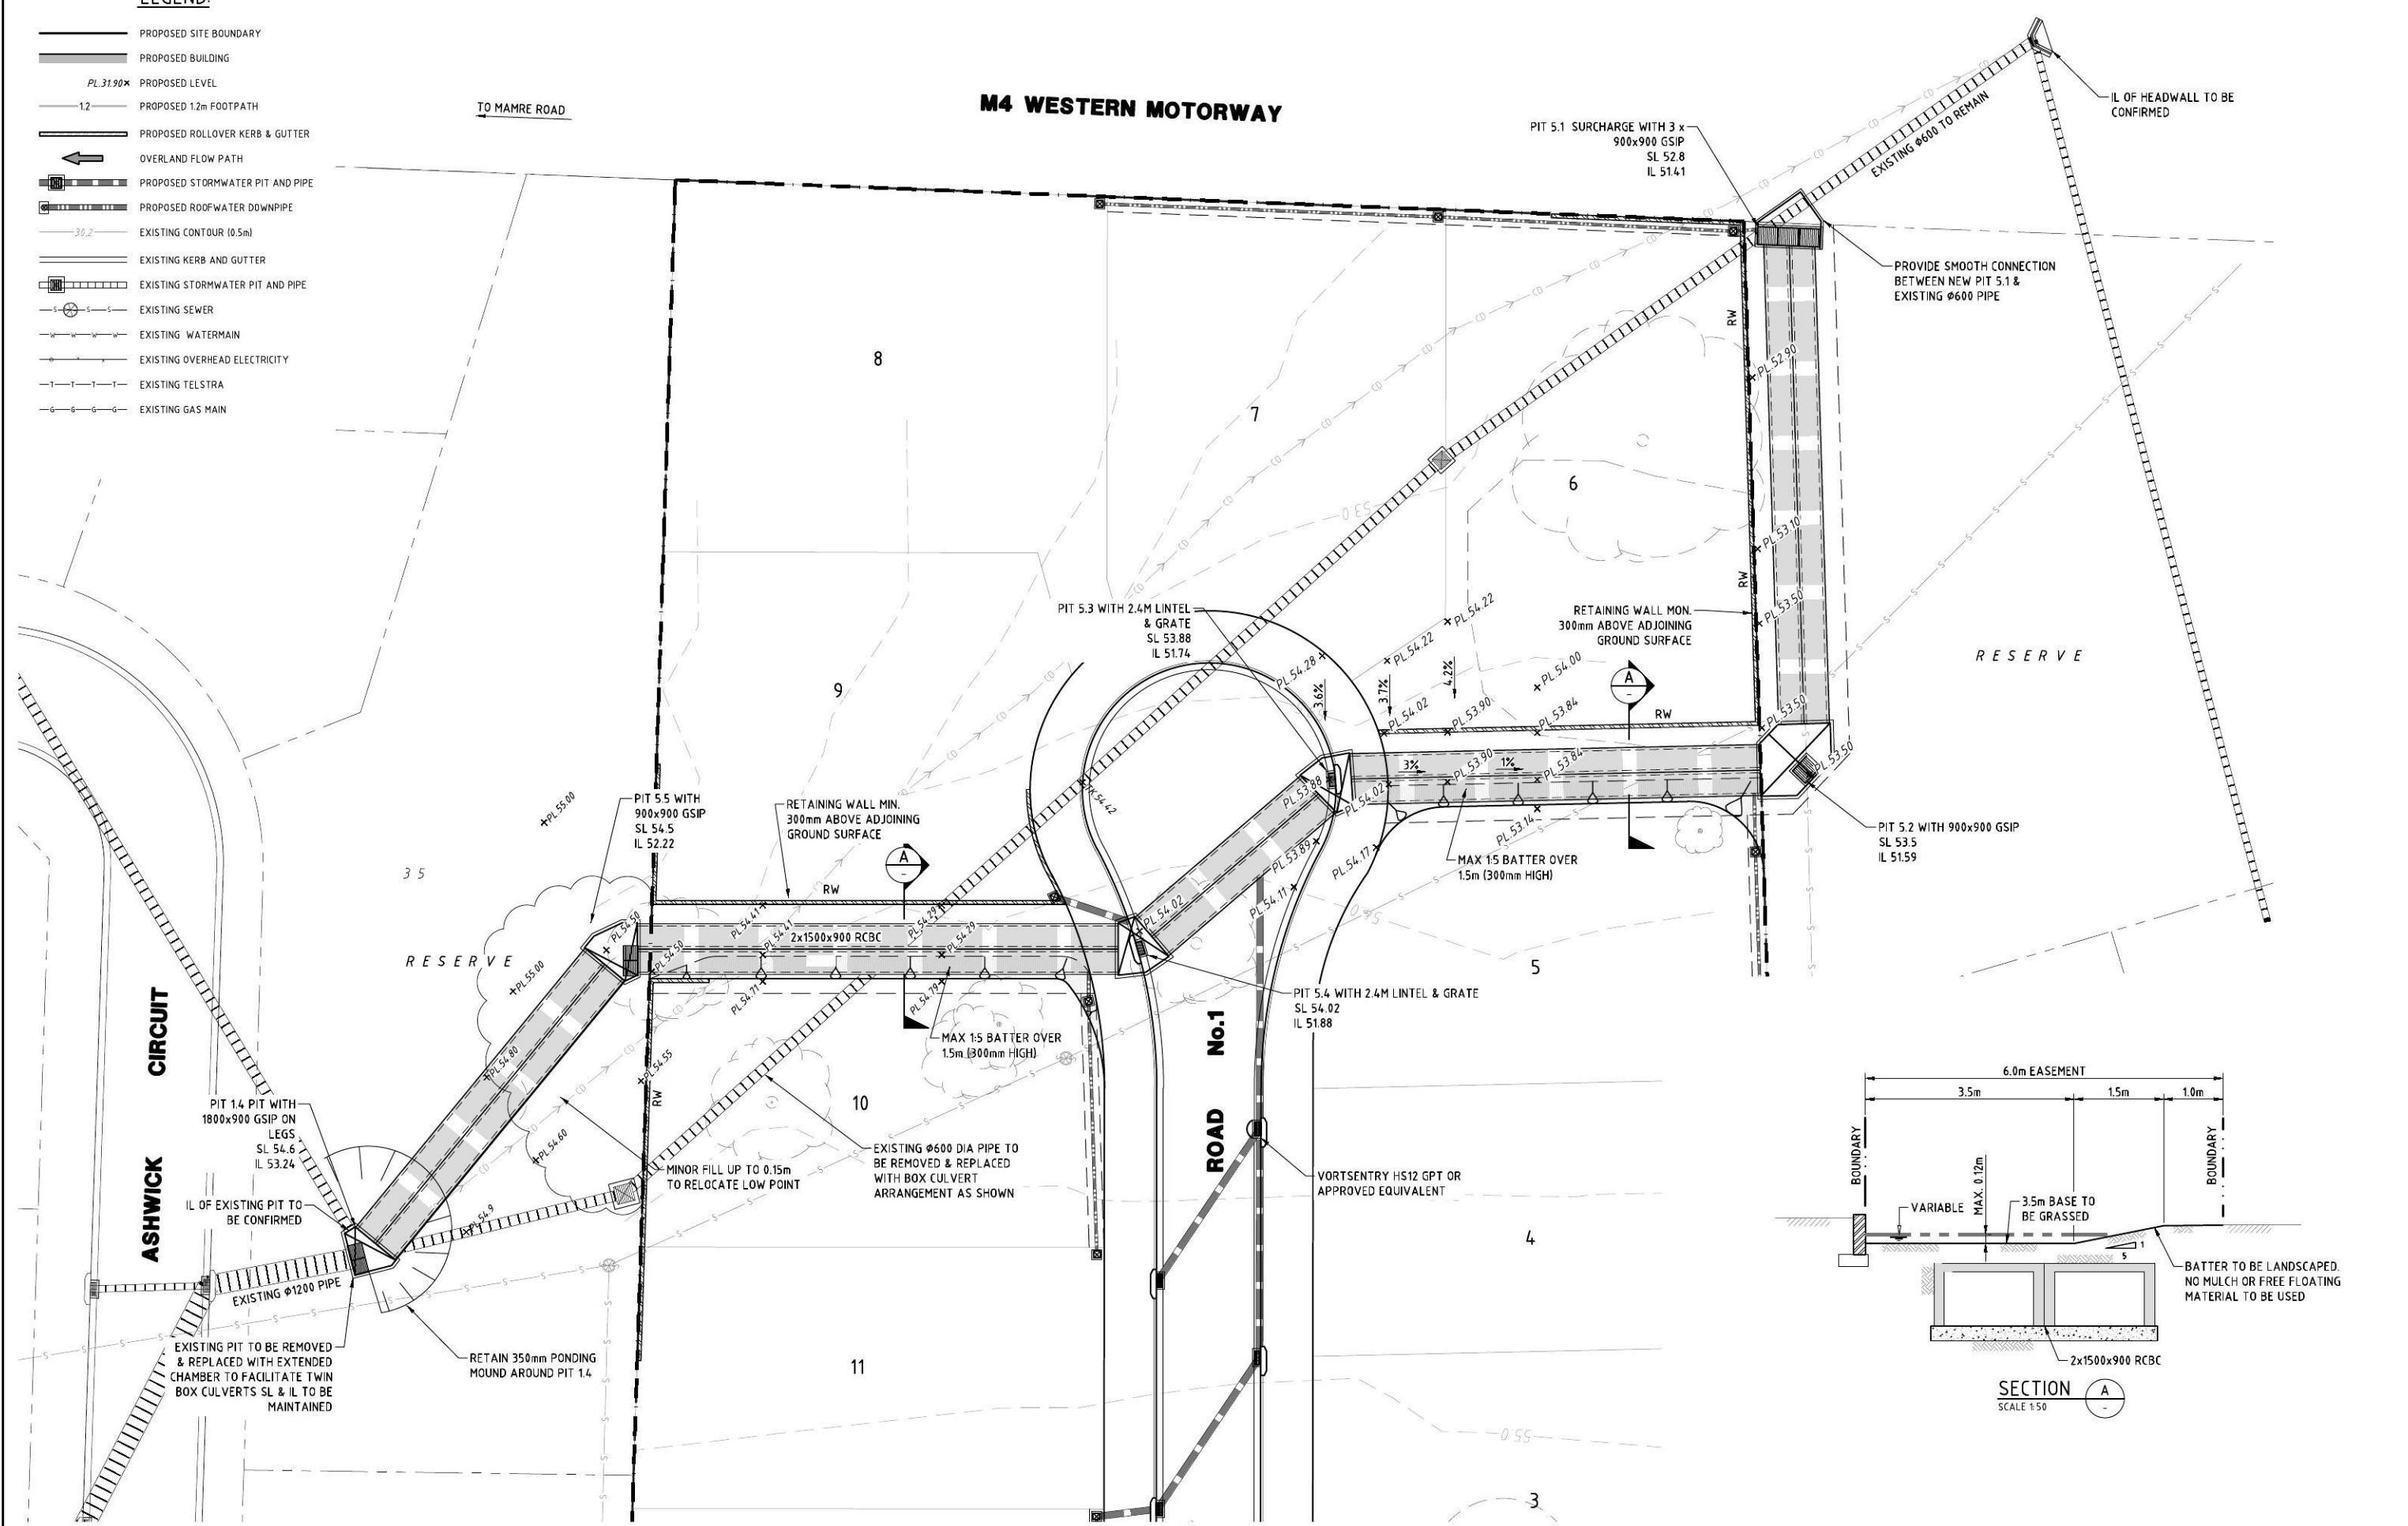 LEGEND:
PROPOSED SITE BOUNDARY
PROPOSED BUILDING
PL.31.90× PROPOSED LEVEL
1.2 PROPOSED 1.2m FOOTPATH
PROPOSED ROLLOVER KERB & GUTTER
OVERLAND FLOW PATH
PROPOSED STORMWATER PIT AND PIPE
PROPOSED ROOFWATER DOWNPIPE
30.2 EXISTING CONTOUR (0.5m)
EXISTING KERB AND GUTTER
EXISTING STORMWATER PIT AND PIPE
S S S EXISTING SEWER
W W W W EXISTING WATERMAIN
EXISTING OVERHEAD ELECTRICITY
T T T T EXISTING TELSTRA
G G G G EXISTING GAS MAIN
TO MAMRE ROAD
M4 WESTERN MOTORWAY
PIT 5.1 SURCHARGE WITH 3 x
900x900 GSIP
SL 52.8
IL 51.41
IL OF HEADWALL TO BE
CONFIRMED
EXISTING Ø600 TO REMAIN
PROVIDE SMOOTH CONNECTION
BETWEEN NEW PIT 5.1 &
EXISTING Ø600 PIPE
RW
PL.52.90
8
7
6
53.0
PL.53.10
RW
PL.53.50
PIT 5.3 WITH 2.4M LINTEL
& GRATE
SL 53.88
IL 51.74
RETAINING WALL MON.
300mm ABOVE ADJOINING
GROUND SURFACE
RESERVE
PL.54.22
PL.54.22
PL.54.28
PL.54.00
3.6%
3.7%
4.2%
A
-
PL.54.02
PL.53.90
PL.53.84
RW
PL.53.50
9
3%
PL.53.90
1%
PL.53.84
PL.53.50
PL.53.88
PL.54.02
TK.54.42
PL.55.00
PIT 5.5 WITH
900x900 GSIP
SL 54.5
IL 52.22
RETAINING WALL MIN.
300mm ABOVE ADJOINING
GROUND SURFACE
PL.53.14
PL.53.89
PL.54.17
MAX 1:5 BATTER OVER
1.5m (300mm HIGH)
PIT 5.2 WITH 900x900 GSIP
SL 53.5
IL 51.59
35
A
-
RW
PL.54.11
54.0
PL.54.02
PL.54.50
PL.54.41
PL.54.41
PL.54.29
PL.54.29
2x1500x900 RCBC
RESERVE
PL.54.50
PL.55.00
PL.54.71
PL.54.79
5
PIT 5.4 WITH 2.4M LINTEL & GRATE
SL 54.02
IL 51.88
MAX 1:5 BATTER OVER
1.5m (300mm HIGH)
PL.54.80
PL.54.55
RW
PL.54.60
10
ASHWICK CIRCUIT
ROAD No.1
PIT 1.4 PIT WITH
1800x900 GSIP ON
LEGS
SL 54.6
IL 53.24
MINOR FILL UP TO 0.15m
TO RELOCATE LOW POINT
EXISTING Ø600 DIA PIPE TO
BE REMOVED & REPLACED
WITH BOX CULVERT
ARRANGEMENT AS SHOWN
VORTSENTRY HS12 GPT OR
APPROVED EQUIVALENT
IL OF EXISTING PIT TO
BE CONFIRMED
PL.54.9
4
EXISTING Ø1200 PIPE
EXISTING PIT TO BE REMOVED
& REPLACED WITH EXTENDED
CHAMBER TO FACILITATE TWIN
BOX CULVERTS SL & IL TO BE
MAINTAINED
RETAIN 350mm PONDING
MOUND AROUND PIT 1.4
11
55.0
3
6.0m EASEMENT
3.5m 1.5m 1.0m
BOUNDARY
BOUNDARY
MAX. 0.12m
VARIABLE
3.5m BASE TO
BE GRASSED
1
5
BATTER TO BE LANDSCAPED.
NO MULCH OR FREE FLOATING
MATERIAL TO BE USED
2x1500x900 RCBC
SECTION A
SCALE 1:50 -